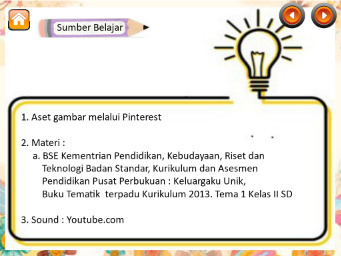 Sumber Belajar
1. Aset gambar melalui Pinterest
2. Materi :
a. BSE Kementrian Pendidikan, Kebudayaan, Riset dan
Teknologi Badan Standar, Kurikulum dan Asesmen
Pendidikan Pusat Perbukuan : Keluargaku Unik,
Buku Tematik terpadu Kurikulum 2013. Tema 1 Kelas II SD
3. Sound : Youtube.com